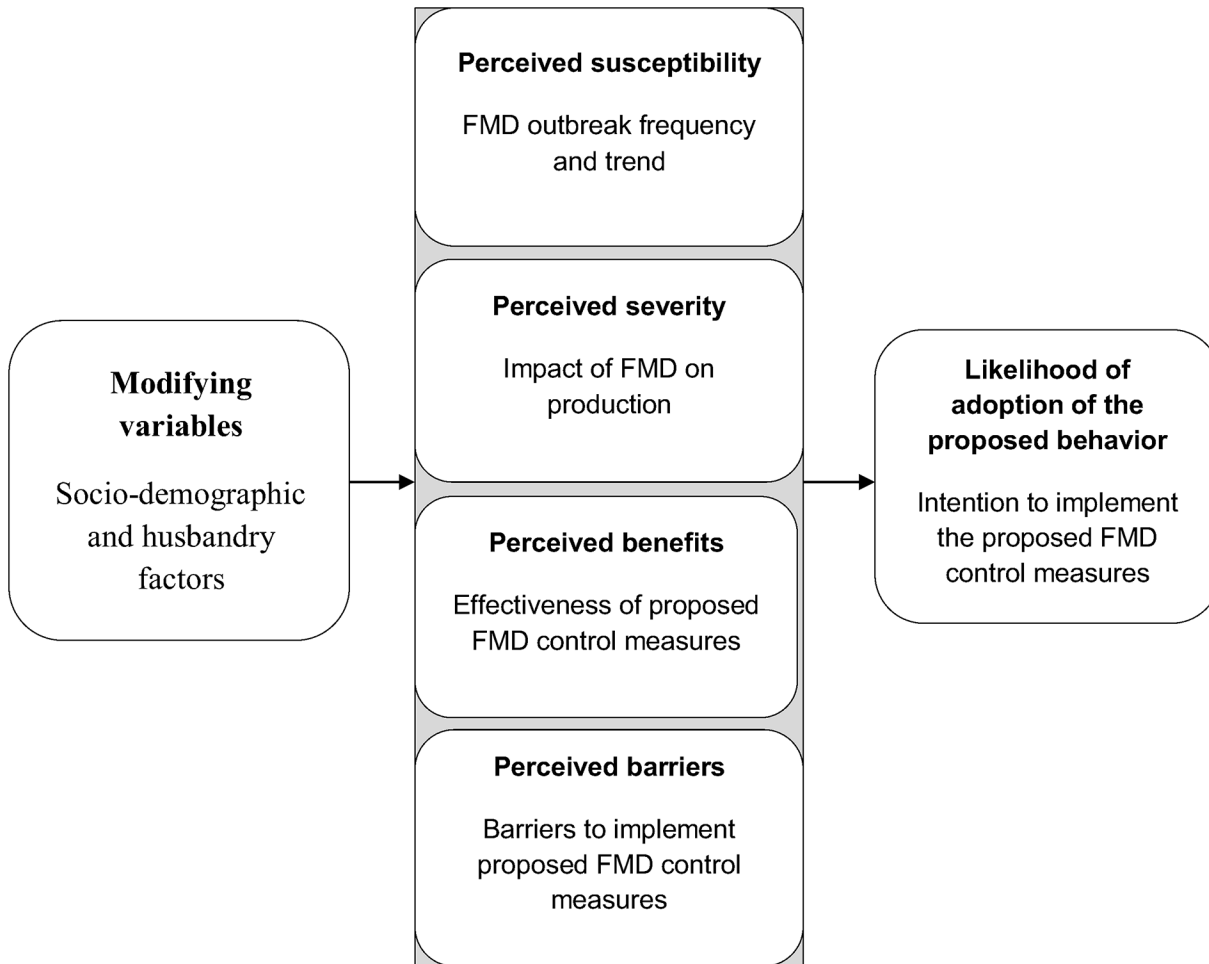 Modifying
variables
Socio-demographic
and husbandry
factors
Perceived susceptibility
FMD outbreak frequency
and trend
Perceived severity
Impact of FMD on
production
Perceived benefits
Effectiveness of proposed
FMD control measures
Perceived barriers
Barriers to implement
proposed FMD control
measures
Likelihood of
adoption of the
proposed behavior
Intention to implement
the proposed FMD
control measures